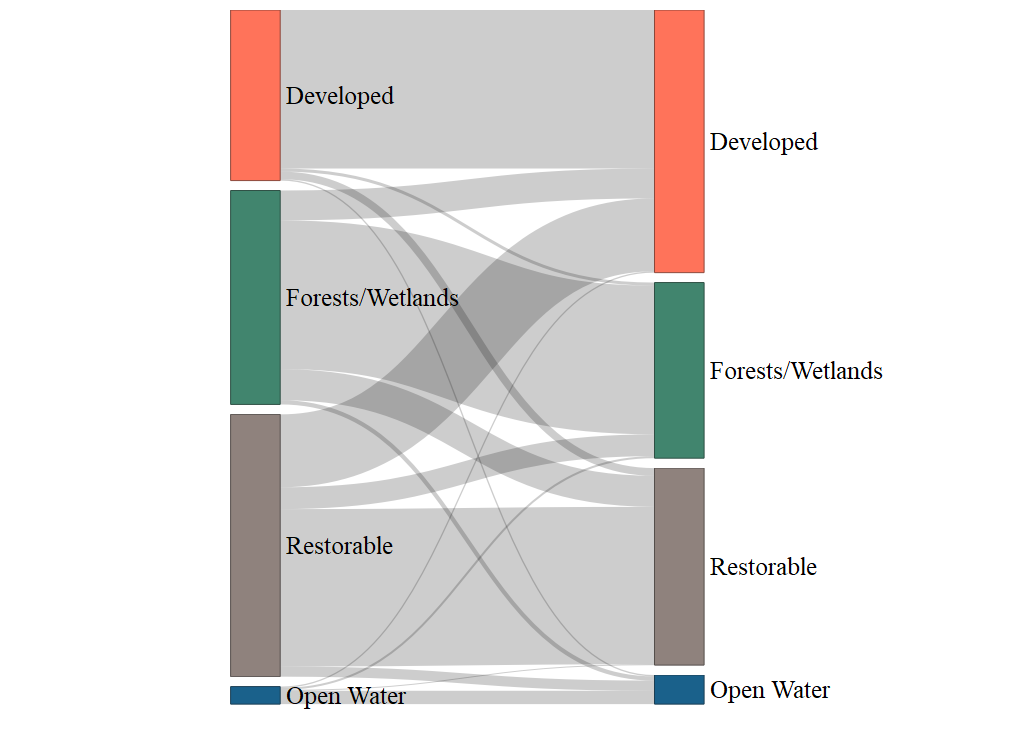 Developed
Forests/Wetlands
Restorable
Open Water
Developed
Forests/Wetlands
Restorable
Open Water